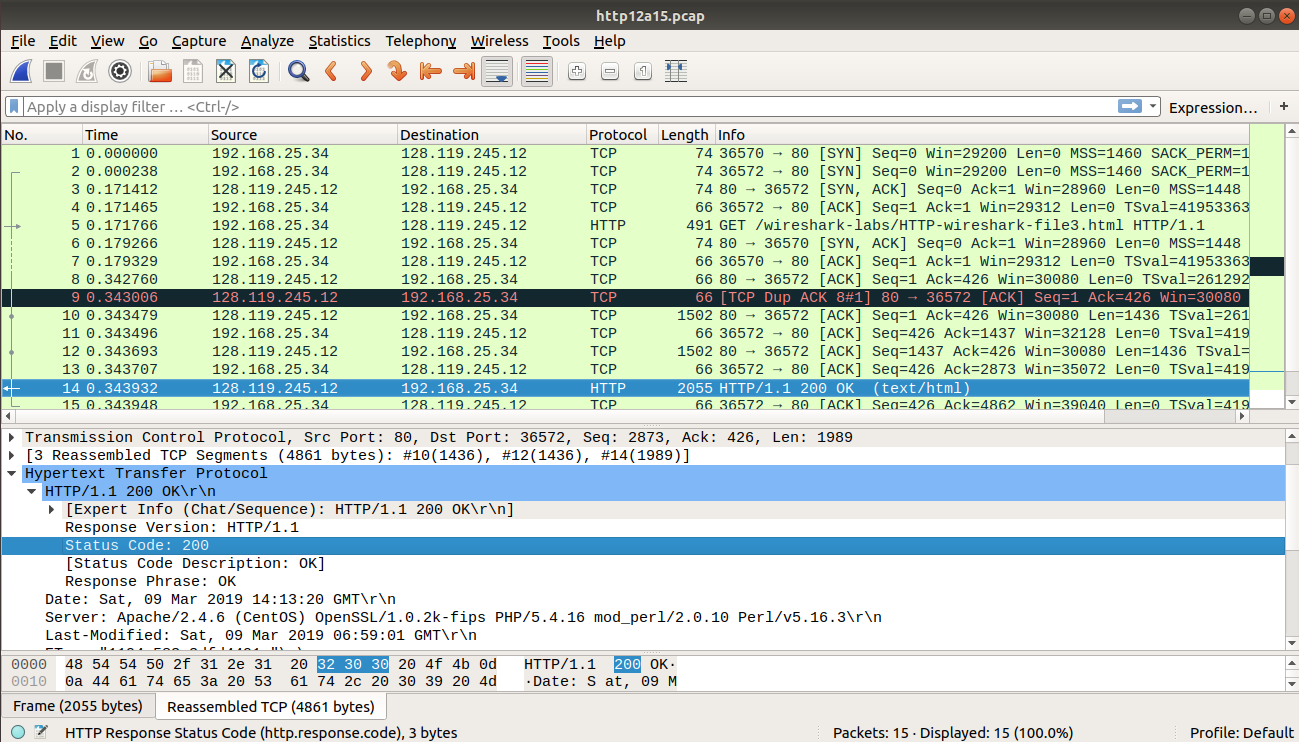 http12a15.pcap
File Edit View Go Capture Analyze Statistics Telephony Wireless Tools Help
Apply a display filter … <Ctrl-/> Expression… +
No. Time Source Destination Protocol Length Info
1 0.000000 192.168.25.34 128.119.245.12 TCP 74 36570 → 80 [SYN] Seq=0 Win=29200 Len=0 MSS=1460 SACK_PERM=1
2 0.000238 192.168.25.34 128.119.245.12 TCP 74 36572 → 80 [SYN] Seq=0 Win=29200 Len=0 MSS=1460 SACK_PERM=1
3 0.171412 128.119.245.12 192.168.25.34 TCP 74 80 → 36572 [SYN, ACK] Seq=0 Ack=1 Win=28960 Len=0 MSS=1448
4 0.171465 192.168.25.34 128.119.245.12 TCP 66 36572 → 80 [ACK] Seq=1 Ack=1 Win=29312 Len=0 TSval=41953363
5 0.171766 192.168.25.34 128.119.245.12 HTTP 491 GET /wireshark-labs/HTTP-wireshark-file3.html HTTP/1.1
6 0.179266 128.119.245.12 192.168.25.34 TCP 74 80 → 36570 [SYN, ACK] Seq=0 Ack=1 Win=28960 Len=0 MSS=1448
7 0.179329 192.168.25.34 128.119.245.12 TCP 66 36570 → 80 [ACK] Seq=1 Ack=1 Win=29312 Len=0 TSval=41953363
8 0.342760 128.119.245.12 192.168.25.34 TCP 66 80 → 36572 [ACK] Seq=1 Ack=426 Win=30080 Len=0 TSval=261292
9 0.343006 128.119.245.12 192.168.25.34 TCP 66 [TCP Dup ACK 8#1] 80 → 36572 [ACK] Seq=1 Ack=426 Win=30080
10 0.343479 128.119.245.12 192.168.25.34 TCP 1502 80 → 36572 [ACK] Seq=1 Ack=426 Win=30080 Len=1436 TSval=261
11 0.343496 192.168.25.34 128.119.245.12 TCP 66 36572 → 80 [ACK] Seq=426 Ack=1437 Win=32128 Len=0 TSval=419
12 0.343693 128.119.245.12 192.168.25.34 TCP 1502 80 → 36572 [ACK] Seq=1437 Ack=426 Win=30080 Len=1436 TSval=
13 0.343707 192.168.25.34 128.119.245.12 TCP 66 36572 → 80 [ACK] Seq=426 Ack=2873 Win=35072 Len=0 TSval=419
14 0.343932 128.119.245.12 192.168.25.34 HTTP 2055 HTTP/1.1 200 OK (text/html)
15 0.343948 192.168.25.34 128.119.245.12 TCP 66 36572 → 80 [ACK] Seq=426 Ack=4862 Win=39040 Len=0 TSval=419
Transmission Control Protocol, Src Port: 80, Dst Port: 36572, Seq: 2873, Ack: 426, Len: 1989
[3 Reassembled TCP Segments (4861 bytes): #10(1436), #12(1436), #14(1989)]
Hypertext Transfer Protocol
HTTP/1.1 200 OK\r\n
[Expert Info (Chat/Sequence): HTTP/1.1 200 OK\r\n]
Response Version: HTTP/1.1
Status Code: 200
[Status Code Description: OK]
Response Phrase: OK
Date: Sat, 09 Mar 2019 14:13:20 GMT\r\n
Server: Apache/2.4.6 (CentOS) OpenSSL/1.0.2k-fips PHP/5.4.16 mod_perl/2.0.10 Perl/v5.16.3\r\n
Last-Modified: Sat, 09 Mar 2019 06:59:01 GMT\r\n
0000 48 54 54 50 2f 31 2e 31 20 32 30 30 20 4f 4b 0d HTTP/1.1 200 OK·
0010 0a 44 61 74 65 3a 20 53 61 74 2c 20 30 39 20 4d ·Date: S at, 09 M
Frame (2055 bytes) Reassembled TCP (4861 bytes)
HTTP Response Status Code (http.response.code), 3 bytes Packets: 15 · Displayed: 15 (100.0%) Profile: Default